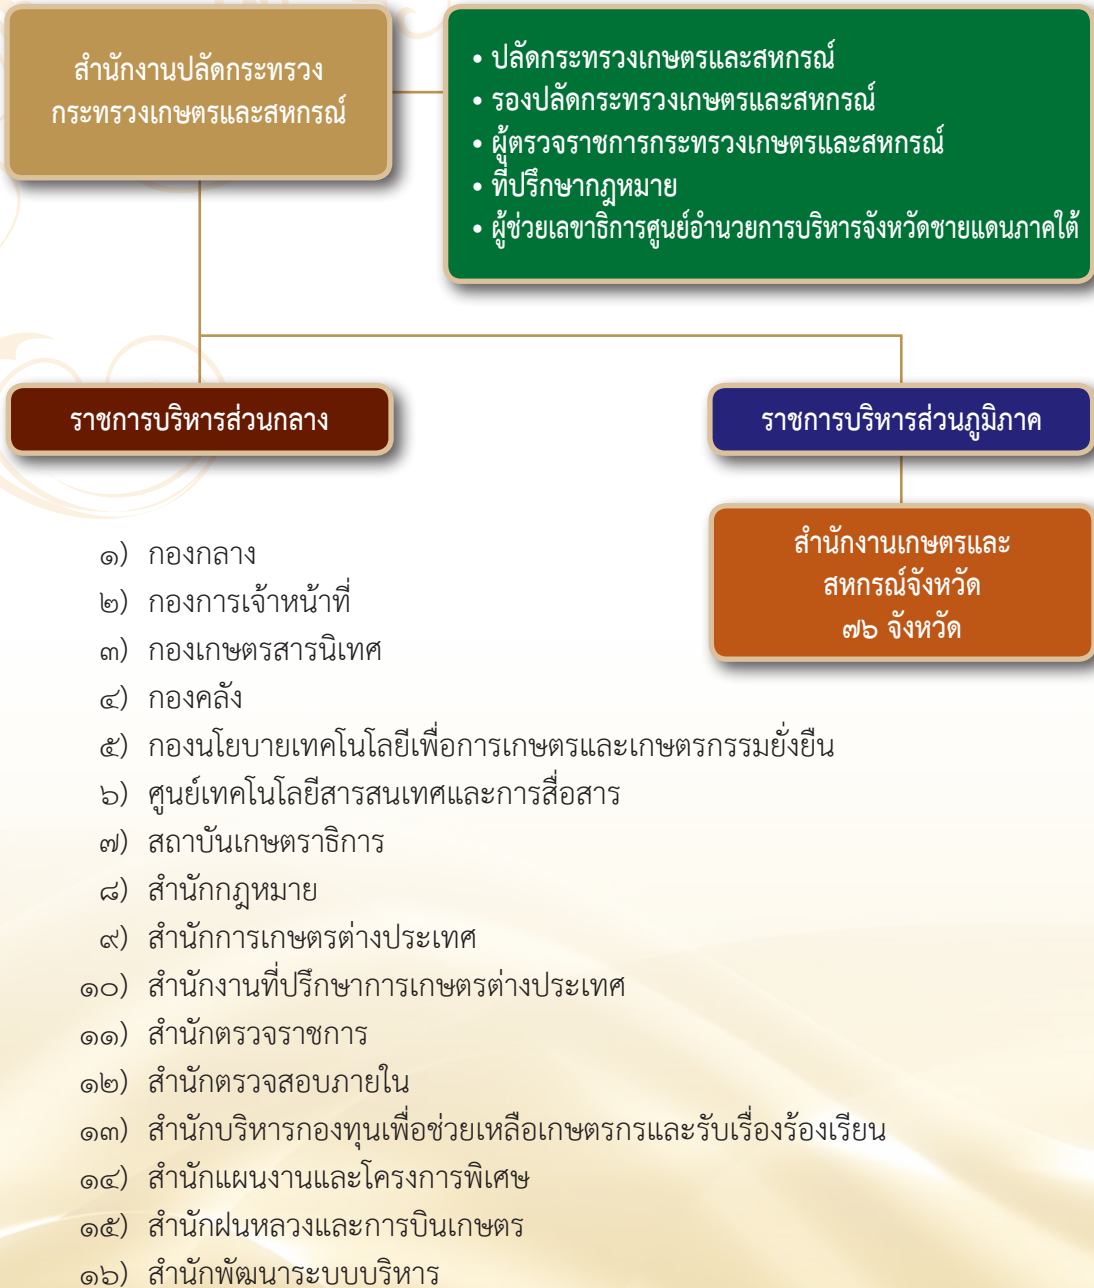 สำนักงานปลัดกระทรวง
กระทรวงเกษตรและสหกรณ์
• ปลัดกระทรวงเกษตรและสหกรณ์
• รองปลัดกระทรวงเกษตรและสหกรณ์
• ผู้ตรวจราชการกระทรวงเกษตรและสหกรณ์
• ที่ปรึกษากฎหมาย
• ผู้ช่วยเลขาธิการศูนย์อำนวยการบริหารจังหวัดชายแดนภาคใต้
ราชการบริหารส่วนกลาง
ราชการบริหารส่วนภูมิภาค
สำนักงานเกษตรและ
สหกรณ์จังหวัด
๗๖ จังหวัด
๑) กองกลาง
๒) กองการเจ้าหน้าที่
๓) กองเกษตรสารนิเทศ
๔) กองคลัง
๕) กองนโยบายเทคโนโลยีเพื่อการเกษตรและเกษตรกรรมยั่งยืน
๖) ศูนย์เทคโนโลยีสารสนเทศและการสื่อสาร
๗) สถาบันเกษตราธิการ
๘) สำนักกฎหมาย
๙) สำนักการเกษตรต่างประเทศ
๑๐) สำนักงานที่ปรึกษาการเกษตรต่างประเทศ
๑๑) สำนักตรวจราชการ
๑๒) สำนักตรวจสอบภายใน
๑๓) สำนักบริหารกองทุนเพื่อช่วยเหลือเกษตรกรและรับเรื่องร้องเรียน
๑๔) สำนักแผนงานและโครงการพิเศษ
๑๕) สำนักฝนหลวงและการบินเกษตร
๑๖) สำนักพัฒนาระบบบริหาร